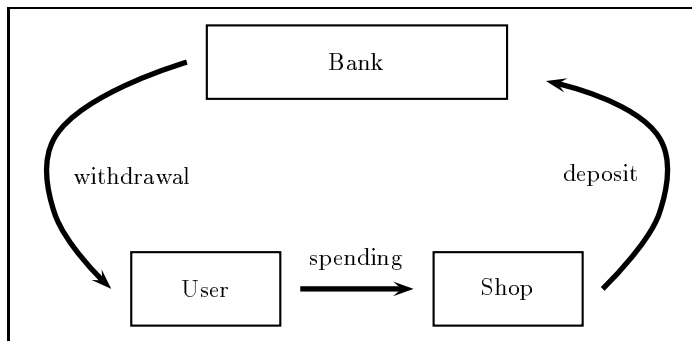 Bank
withdrawal
deposit
spending
User
Shop